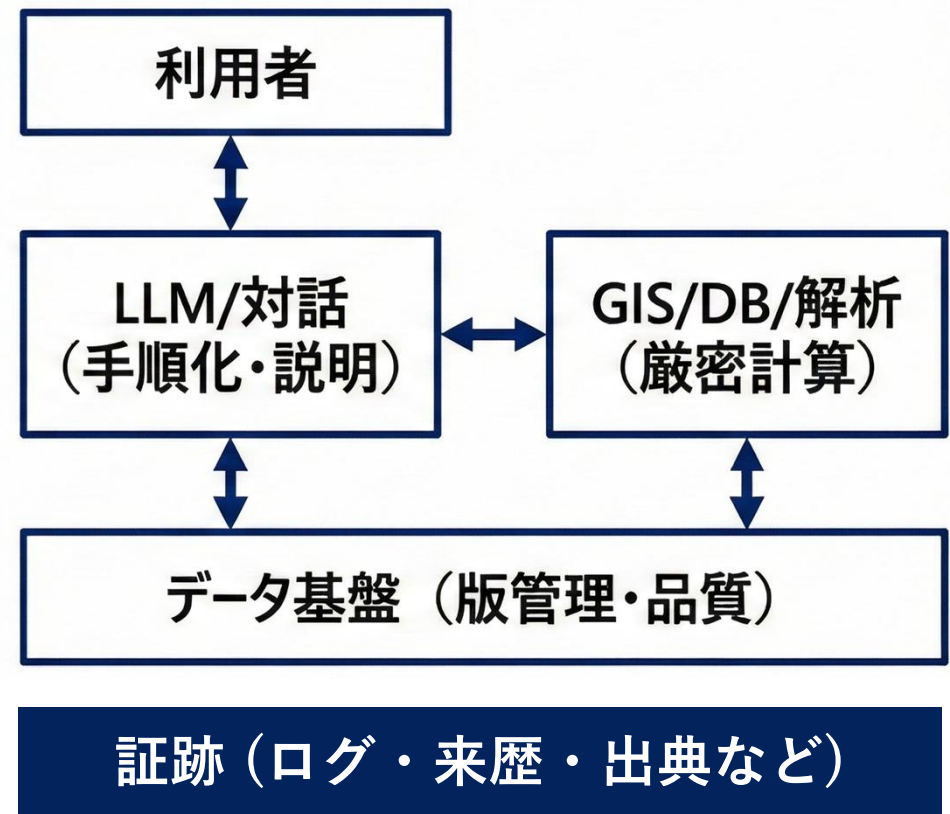 利用者
LLM/対話
（手順化・説明）
GIS/DB/解析
（厳密計算）
データ基盤（版管理・品質）
証跡（ログ・来歴・出典など）